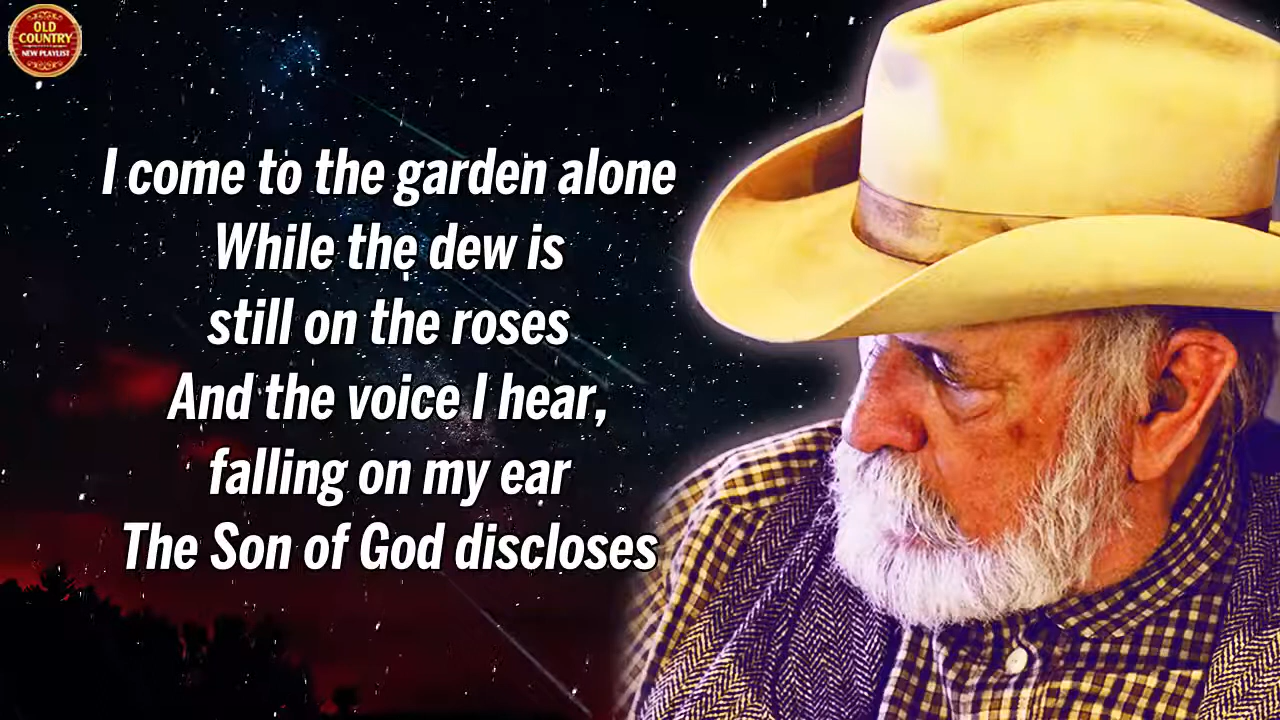 OLD
COUNTRY
NEW PLAYLIST
I come to the garden alone
While the dew is
still on the roses
And the voice I hear,
falling on my ear
The Son of God discloses